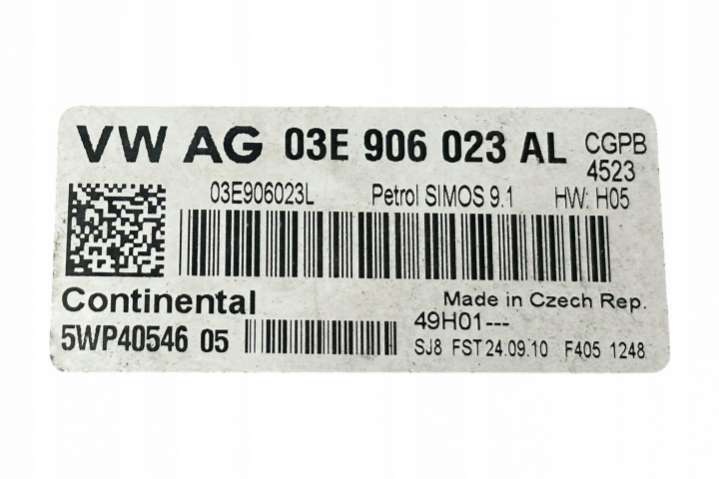 VW AG 03E 906 023 AL CGPB
4523
03E906023L Petrol SIMOS 9.1 HW: H05
Continental Made in Czech Rep.
49H01---
5WP40546 05 SJ8 FST 24.09.10 F405 1248